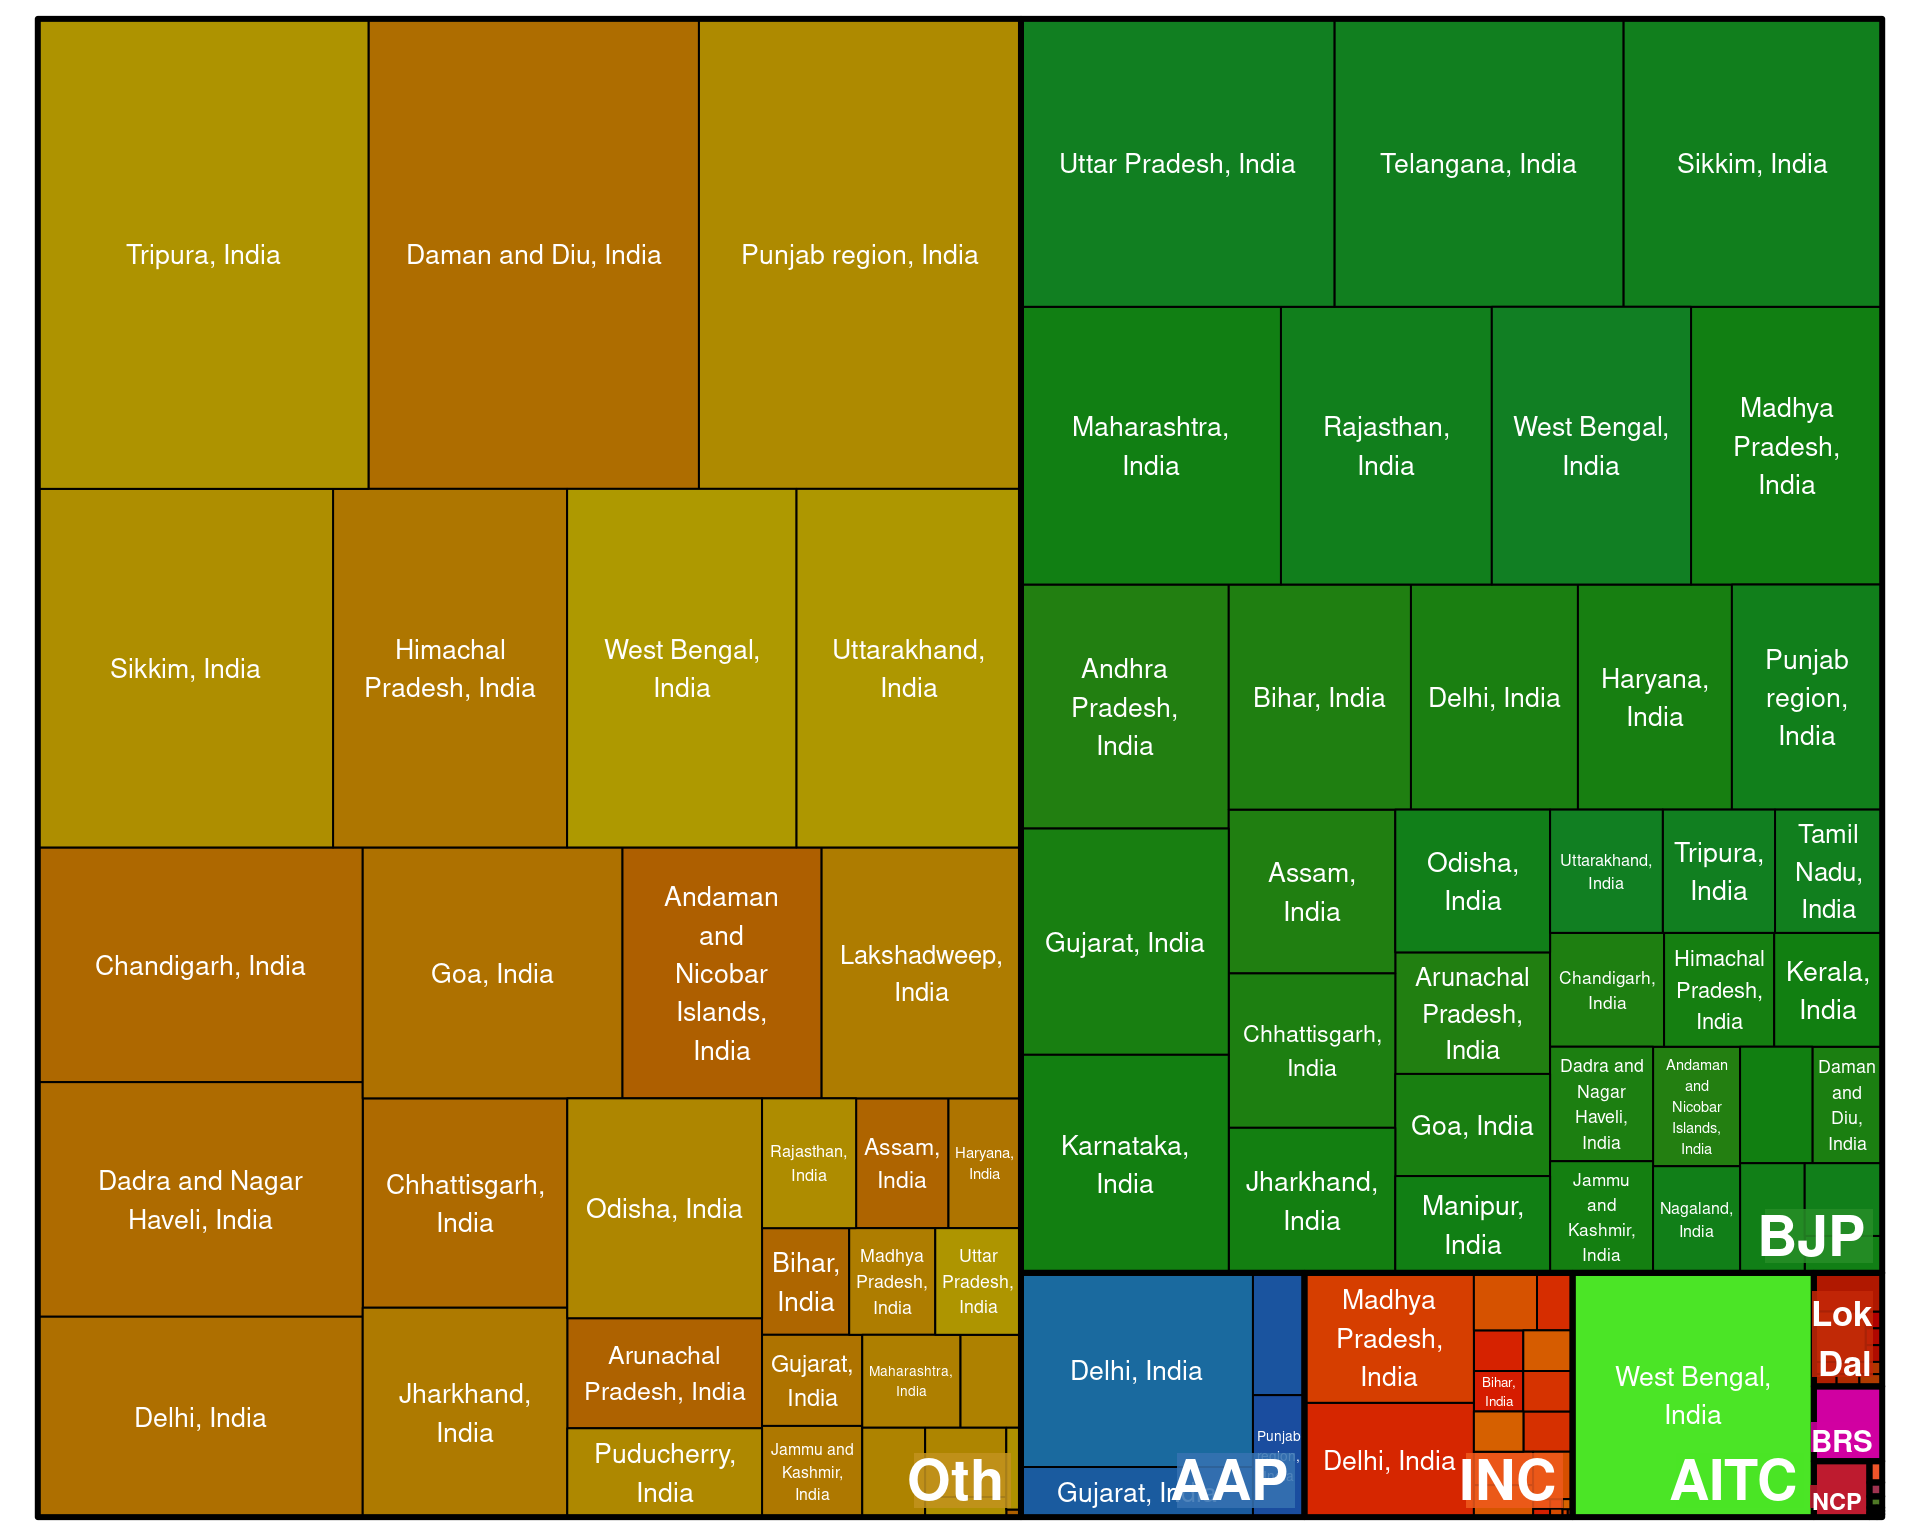 Tripura, India
Daman and Diu, India
Punjab region, India
Sikkim, India
Himachal
Pradesh, India
West Bengal,
India
Uttarakhand,
India
Chandigarh, India
Goa, India
Andaman
and
Nicobar
Islands,
India
Lakshadweep,
India
Dadra and Nagar
Haveli, India
Chhattisgarh,
India
Odisha, India
Rajasthan,
India
Assam,
India
Haryana,
India
Bihar,
India
Madhya
Pradesh,
India
Uttar
Pradesh,
India
Delhi, India
Jharkhand,
India
Arunachal
Pradesh, India
Puducherry,
India
Gujarat,
India
Maharashtra,
India
Jammu and
Kashmir,
India
Oth
Uttar Pradesh, India
Telangana, India
Sikkim, India
Maharashtra,
India
Rajasthan,
India
West Bengal,
India
Madhya
Pradesh,
India
Andhra
Pradesh,
India
Bihar, India
Delhi, India
Haryana,
India
Punjab
region,
India
Gujarat, India
Assam,
India
Odisha,
India
Uttarakhand,
India
Tripura,
India
Tamil
Nadu,
India
Chhattisgarh,
India
Arunachal
Pradesh,
India
Chandigarh,
India
Himachal
Pradesh,
India
Kerala,
India
Karnataka,
India
Jharkhand,
India
Goa, India
Manipur,
India
Dadra and
Nagar
Haveli,
India
Andaman
and
Nicobar
Islands,
India
Daman
and
Diu,
India
Jammu
and
Kashmir,
India
Nagaland,
India
BJP
Delhi, India
Punjab
region,
Gujarat, India
AAP
Madhya
Pradesh,
India
Bihar,
India
Delhi, India
INC
West Bengal,
India
AITC
Lok
Dal
BRS
NCP